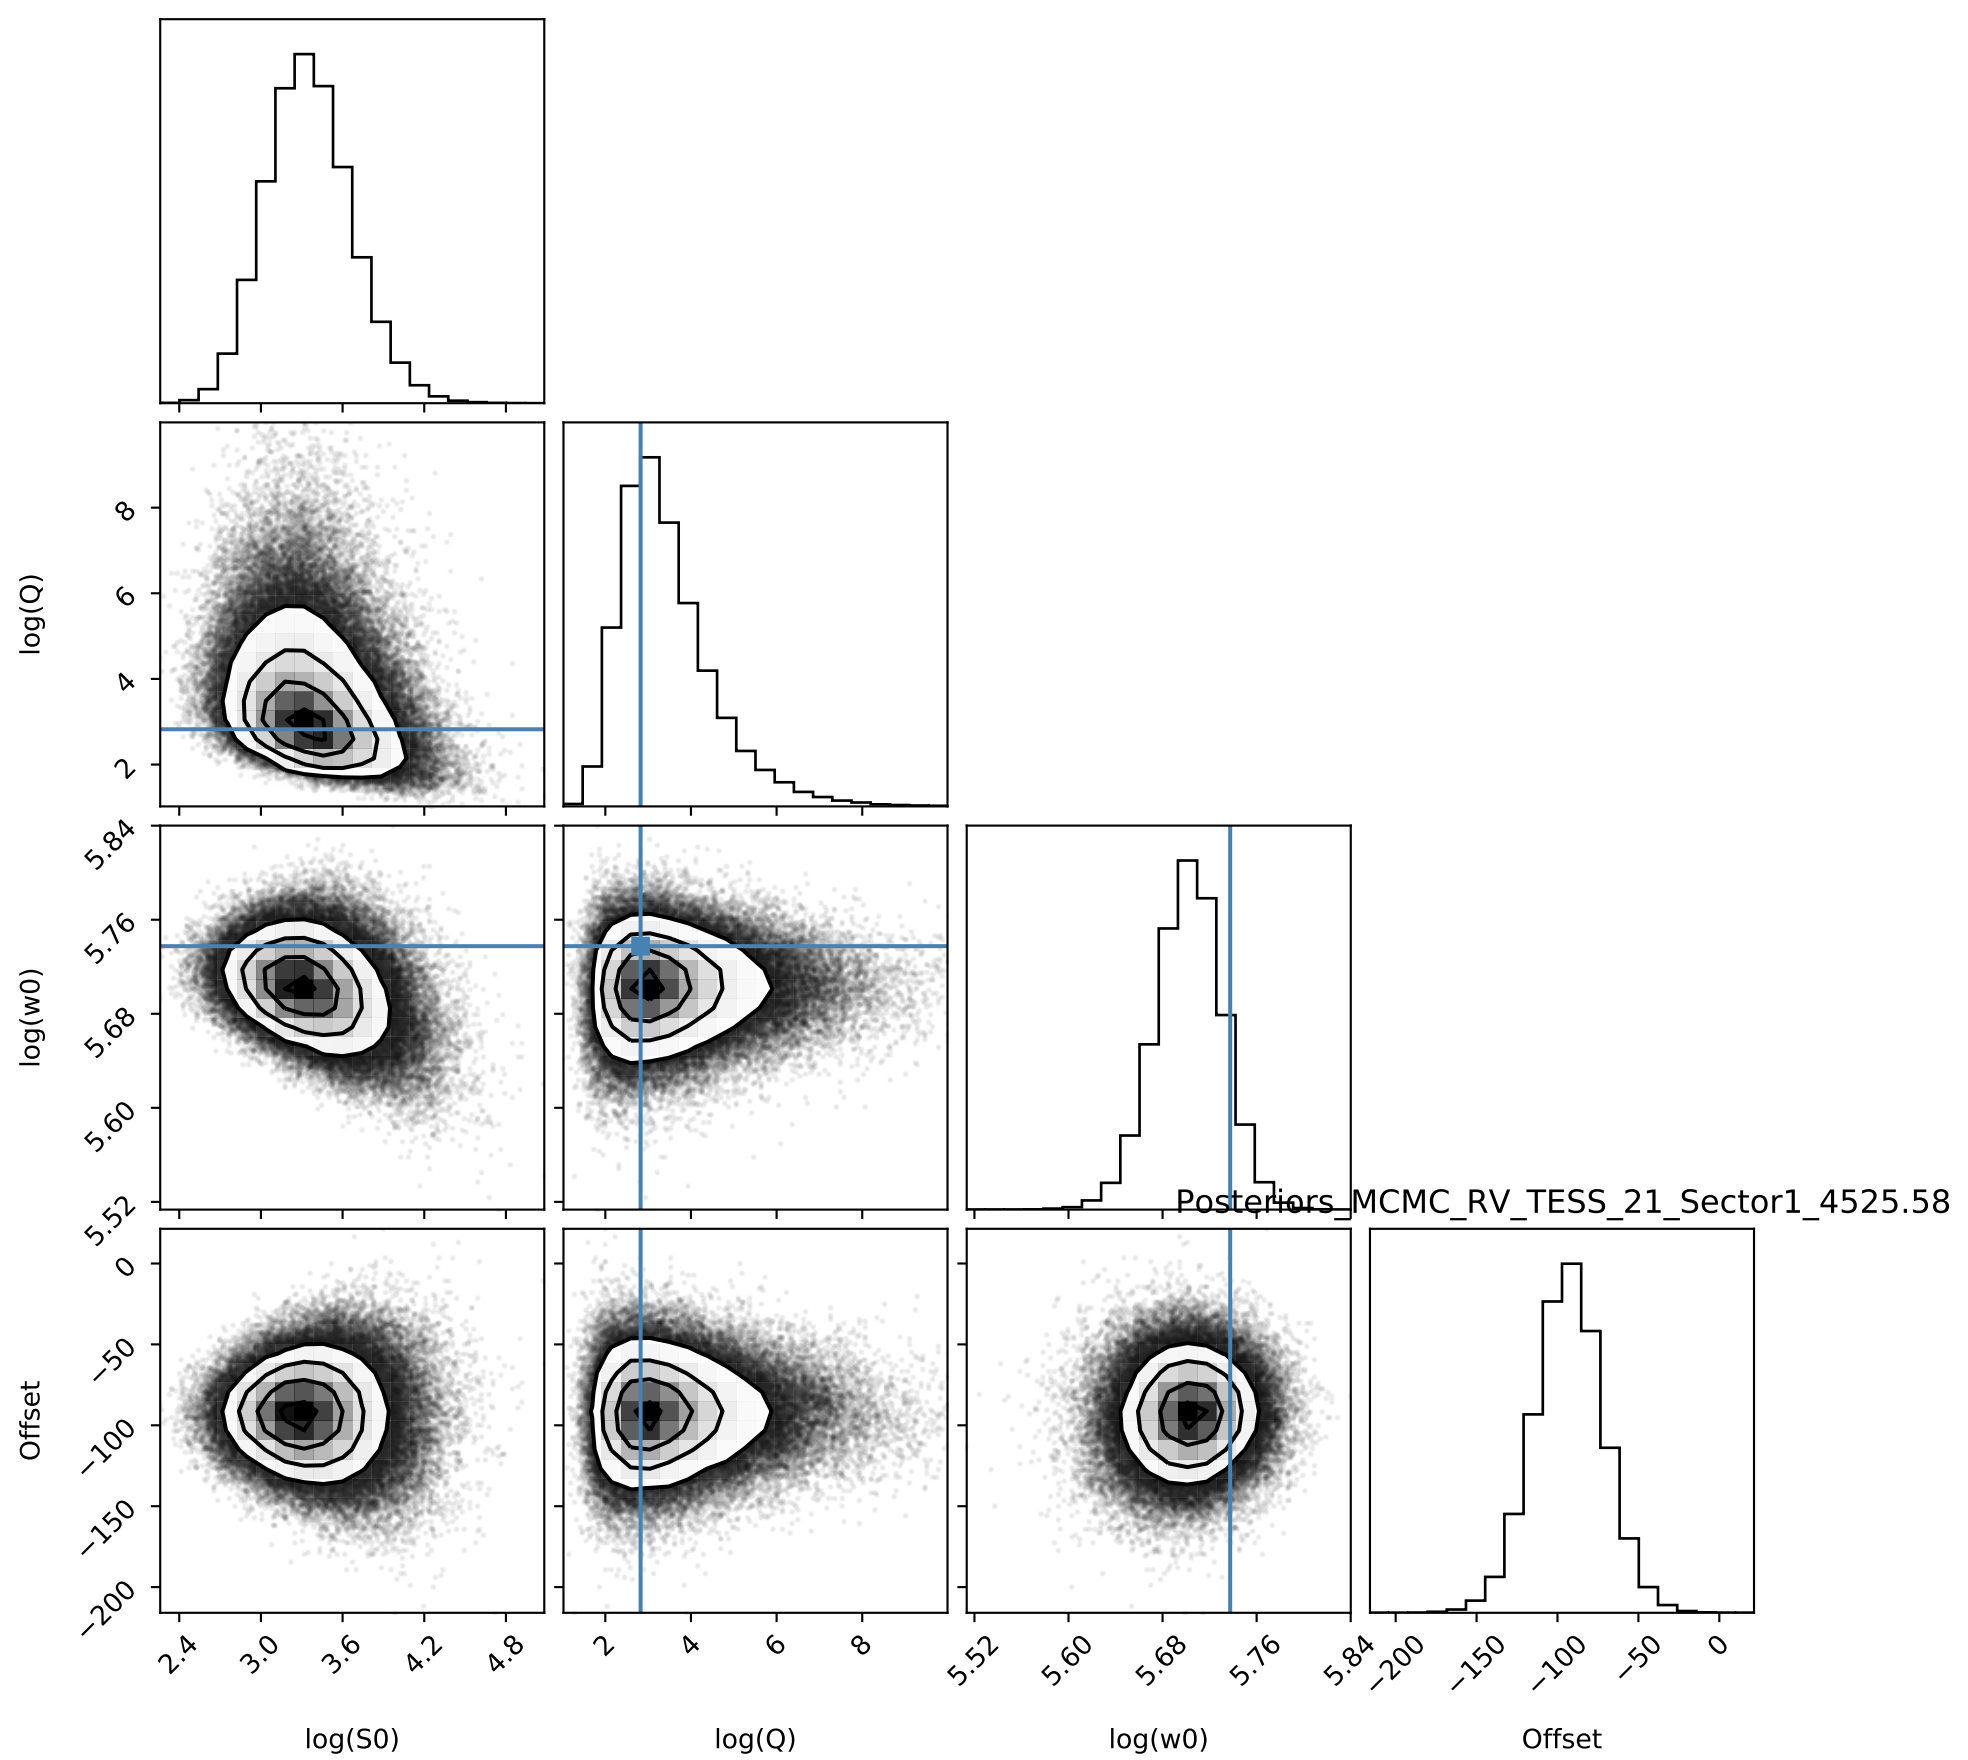 log(Q)
8
6
4
2
log(w0)
5.84
5.76
5.68
5.60
5.52
Posteriors_MCMC_RV_TESS_21_Sector1_4525.58
Offset
0
−50
−100
−150
−200
2.4 3.0 3.6 4.2 4.8
2 4 6 8
5.52 5.60 5.68 5.76 5.84
−200 −150 −100 −50 0
log(S0) log(Q) log(w0) Offset